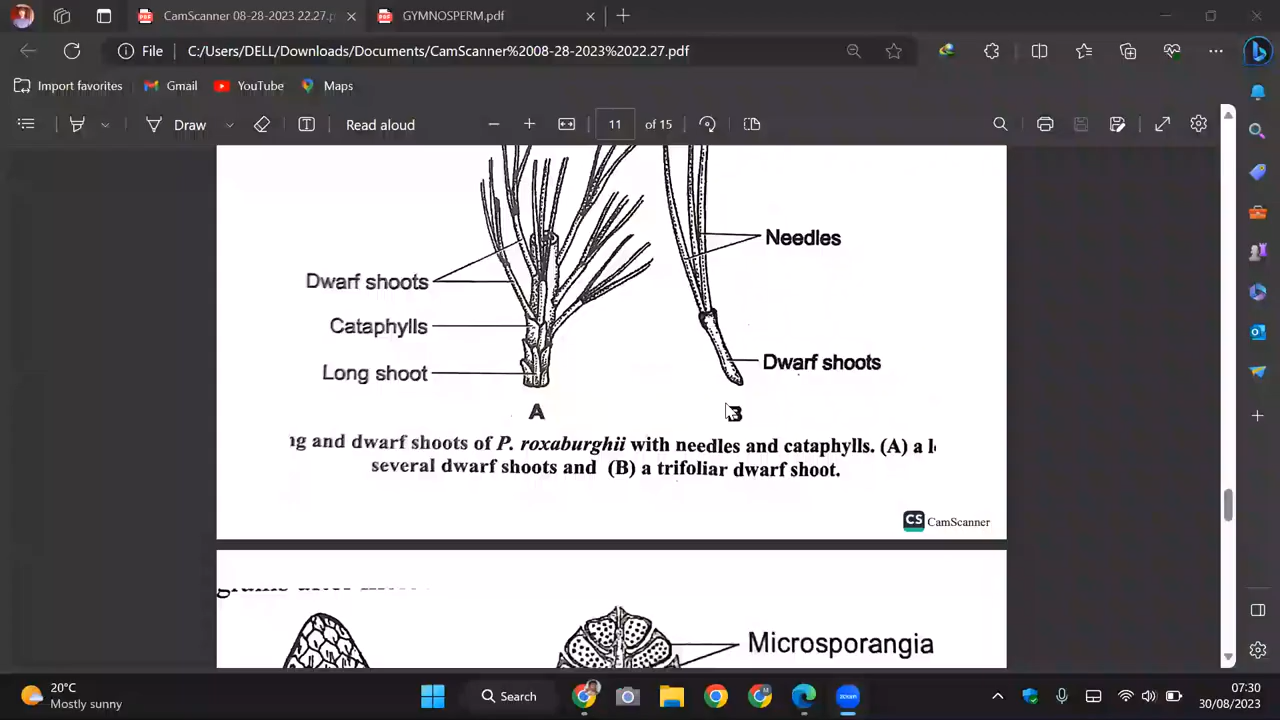 CamScanner 08-28-2023 22.27.p
GYMNOSPERM.pdf
File
C:/Users/DELL/Downloads/Documents/CamScanner%2008-28-2023%2022.27.pdf
Import favorites
Gmail
YouTube
Maps
Draw
Read aloud
11
of 15
Needles
Dwarf shoots
Cataphylls
Long shoot
Dwarf shoots
A
B
ng and dwarf shoots of P. roxaburghii with needles and cataphylls. (A) a l
several dwarf shoots and (B) a trifoliar dwarf shoot.
CS CamScanner
Microsporangia
20°C
Mostly sunny
Search
zoom
07:30
30/08/2023